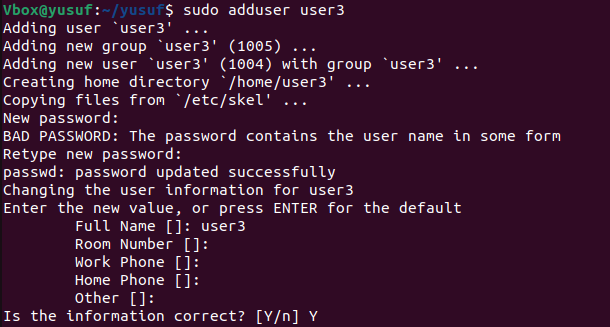 Vbox@yusuf:~/yusuf$ sudo adduser user3
Adding user `user3' ...
Adding new group `user3' (1005) ...
Adding new user `user3' (1004) with group `user3' ...
Creating home directory `/home/user3' ...
Copying files from `/etc/skel' ...
New password:
BAD PASSWORD: The password contains the user name in some form
Retype new password:
passwd: password updated successfully
Changing the user information for user3
Enter the new value, or press ENTER for the default
        Full Name []: user3
        Room Number []:
        Work Phone []:
        Home Phone []:
        Other []:
Is the information correct? [Y/n] Y